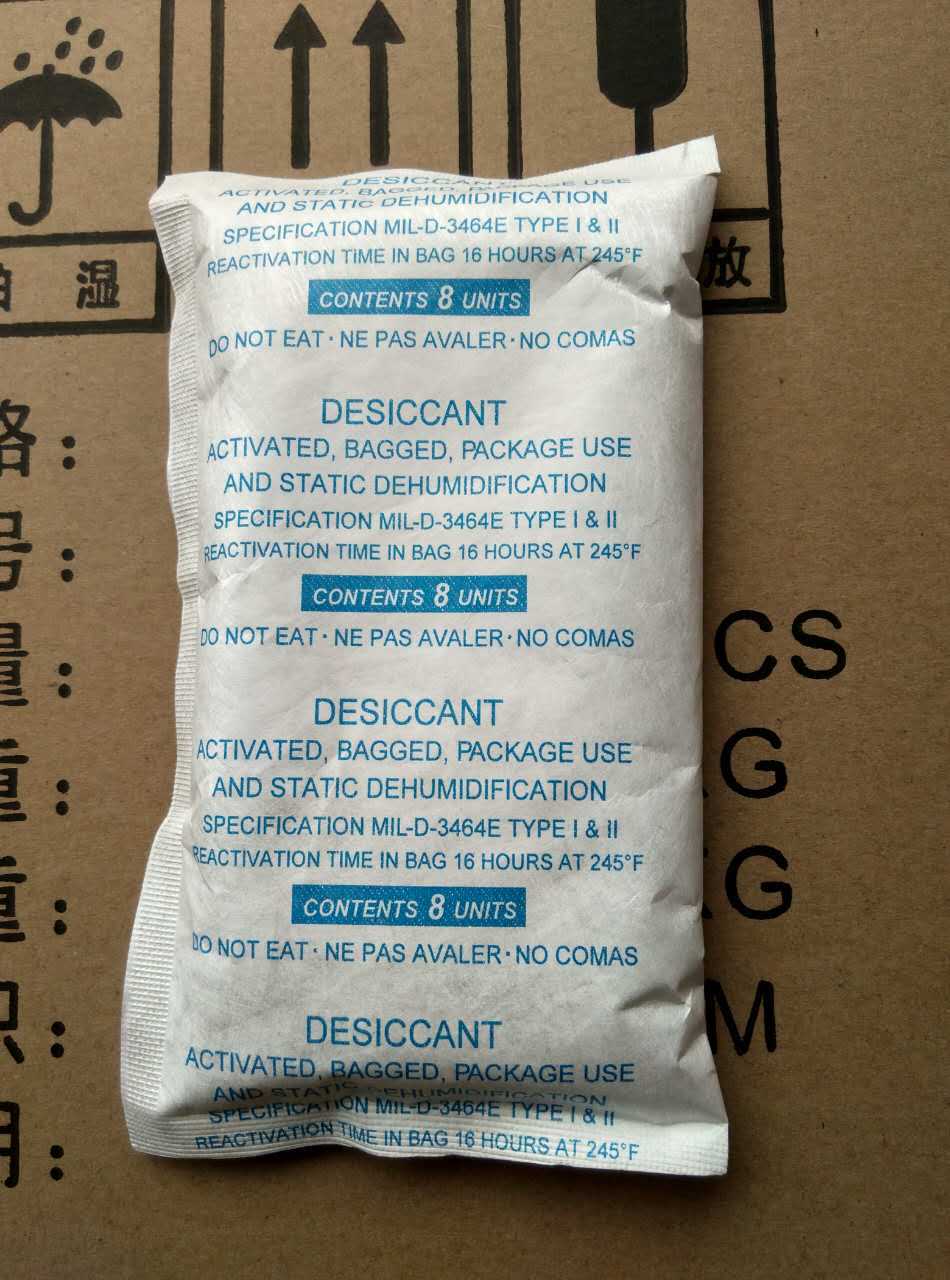 湿
放
DESICCANT
ACTIVATED, BAGGED, PACKAGE USE
AND STATIC DEHUMIDIFICATION
SPECIFICATION MIL-D-3464E TYPE I & II
REACTIVATION TIME IN BAG 16 HOURS AT 245°F
CONTENTS 8 UNITS
DO NOT EAT · NE PAS AVALER · NO COMAS
DESICCANT
ACTIVATED, BAGGED, PACKAGE USE
AND STATIC DEHUMIDIFICATION
SPECIFICATION MIL-D-3464E TYPE I & II
REACTIVATION TIME IN BAG 16 HOURS AT 245°F
CONTENTS 8 UNITS
DO NOT EAT · NE PAS AVALER · NO COMAS
DESICCANT
ACTIVATED, BAGGED, PACKAGE USE
AND STATIC DEHUMIDIFICATION
SPECIFICATION MIL-D-3464E TYPE I & II
REACTIVATION TIME IN BAG 16 HOURS AT 245°F
CONTENTS 8 UNITS
DO NOT EAT · NE PAS AVALER · NO COMAS
DESICCANT
ACTIVATED, BAGGED, PACKAGE USE
AND STATIC DEHUMIDIFICATION
SPECIFICATION MIL-D-3464E TYPE I & II
REACTIVATION TIME IN BAG 16 HOURS AT 245°F
CS
G
G
M